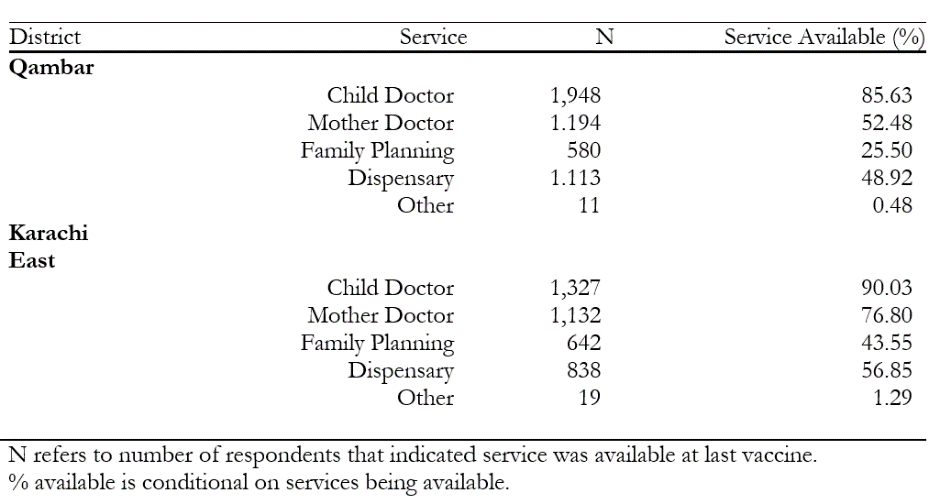 District Service N Service Available (%)
Qambar
Child Doctor 1,948 85.63
Mother Doctor 1.194 52.48
Family Planning 580 25.50
Dispensary 1.113 48.92
Other 11 0.48
Karachi
East
Child Doctor 1,327 90.03
Mother Doctor 1,132 76.80
Family Planning 642 43.55
Dispensary 838 56.85
Other 19 1.29
N refers to number of respondents that indicated service was available at last vaccine.
% available is conditional on services being available.